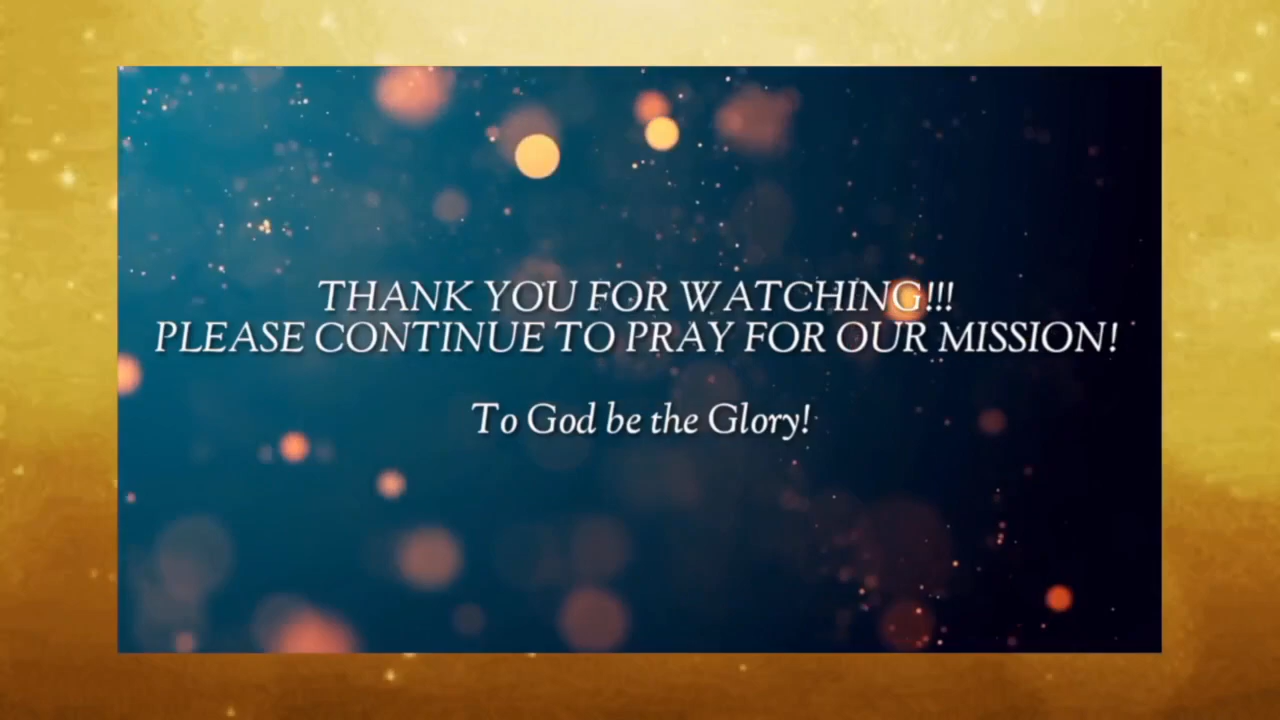 THANK YOU FOR WATCHING!!!
PLEASE CONTINUE TO PRAY FOR OUR MISSION!
To God be the Glory!